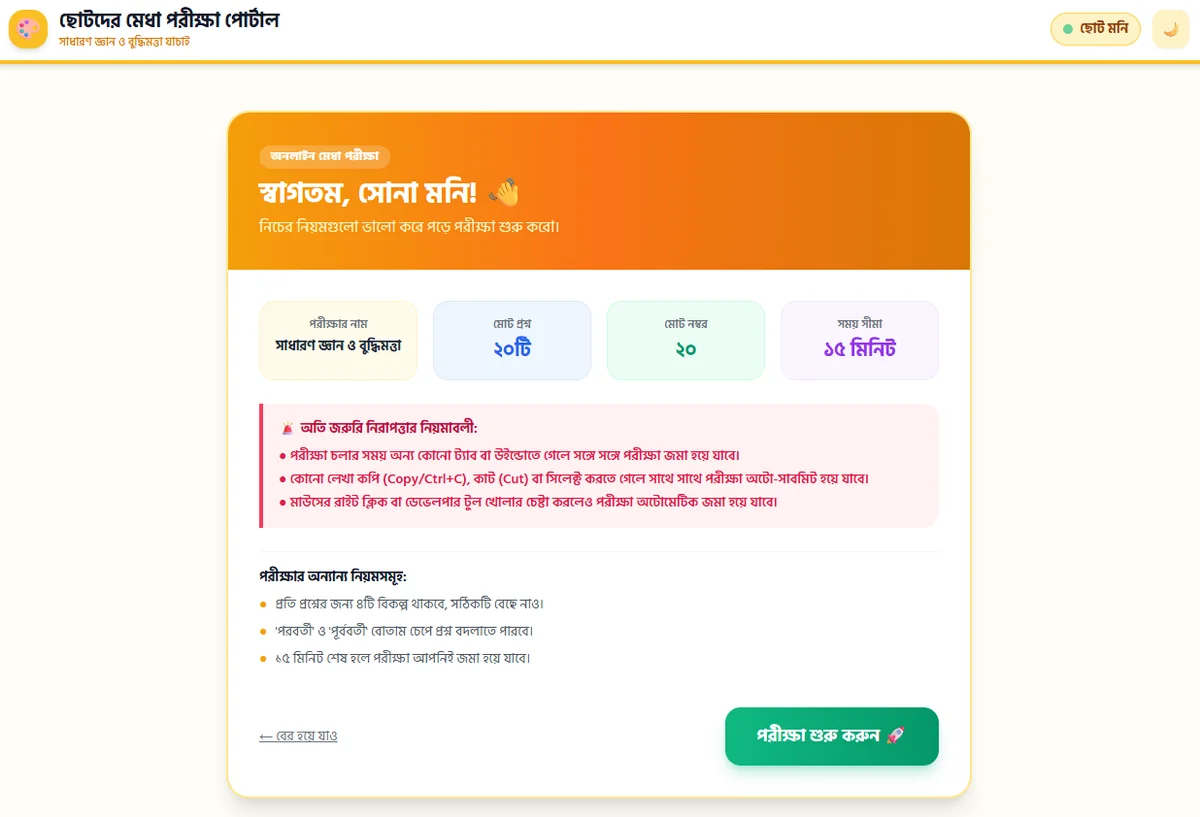 ছোটদের মেধা পরীক্ষা পোর্টাল
সাধারণ জ্ঞান ও বুদ্ধিমত্তা যাচাই
ছোট মনি
অনলাইন মেধা পরীক্ষা
স্বাগতম, সোনা মনি! 👋
নিচের নিয়মগুলো ভালো করে পড়ে পরীক্ষা শুরু করো।
পরীক্ষার নাম
সাধারণ জ্ঞান ও বুদ্ধিমত্তা
মোট প্রশ্ন
২০টি
মোট নম্বর
২০
সময় সীমা
১৫ মিনিট
🚨 অতি জরুরি নিরাপত্তার নিয়মাবলী:
● পরীক্ষা চলার সময় অন্য কোনো ট্যাব বা উইন্ডোতে গেলে সঙ্গে সঙ্গে পরীক্ষা জমা হয়ে যাবে।
● কোনো লেখা কপি (Copy/Ctrl+C), কাট (Cut) বা সিলেক্ট করতে গেলে সাথে সাথে পরীক্ষা অটো-সাবমিট হয়ে যাবে।
● মাউসের রাইট ক্লিক বা ডেভেলপার টুল খোলার চেষ্টা করলেও পরীক্ষা অটোমেটিক জমা হয়ে যাবে।
পরীক্ষার অন্যান্য নিয়মসমূহ:
● প্রতি প্রশ্নের জন্য ৪টি বিকল্প থাকবে, সঠিকটি বেছে নাও।
● 'পরবর্তী' ও 'পূর্ববর্তী' বোতাম চেপে প্রশ্ন বদলাতে পারবে।
● ১৫ মিনিট শেষ হলে পরীক্ষা আপনিই জমা হয়ে যাবে।
← বের হয়ে যাও
পরীক্ষা শুরু করুন 🚀